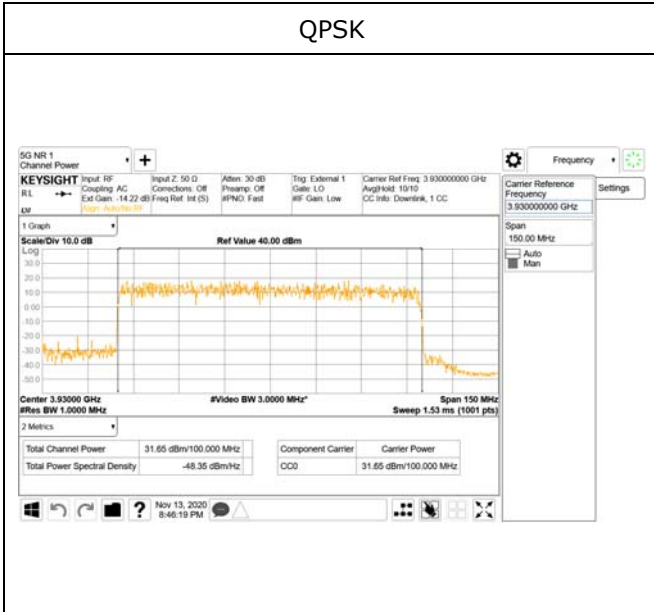 QPSK
5G NR 1
Channel Power
+
Frequency
KEYSIGHT
RL
Input: RF
Coupling: AC
Ext Gain: -14.22 dB
Align: Auto/No RF
Input Z: 50 Ω
Corrections: Off
Freq Ref: Int (S)
Atten: 30 dB
Preamp: Off
#PNO: Fast
Trig: External 1
Gate: LO
#IF Gain: Low
Carrier Ref Freq: 3.930000000 GHz
Avg|Hold: 10/10
CC Info: Downlink, 1 CC
Carrier Reference
Frequency
3.930000000 GHz
Settings
Span
150.00 MHz
Auto
Man
1 Graph
Scale/Div 10.0 dB
Ref Value 40.00 dBm
Log
30.0
20.0
10.0
0.00
-10.0
-20.0
-30.0
-40.0
-50.0
Center 3.93000 GHz
#Video BW 3.0000 MHz*
Span 150 MHz
#Res BW 1.0000 MHz
Sweep 1.53 ms (1001 pts)
2 Metrics
Total Channel Power 31.65 dBm/100.000 MHz
Total Power Spectral Density -48.35 dBm/Hz
Component Carrier Carrier Power
CC0 31.65 dBm/100.000 MHz
?
Nov 13, 2020
8:46:19 PM